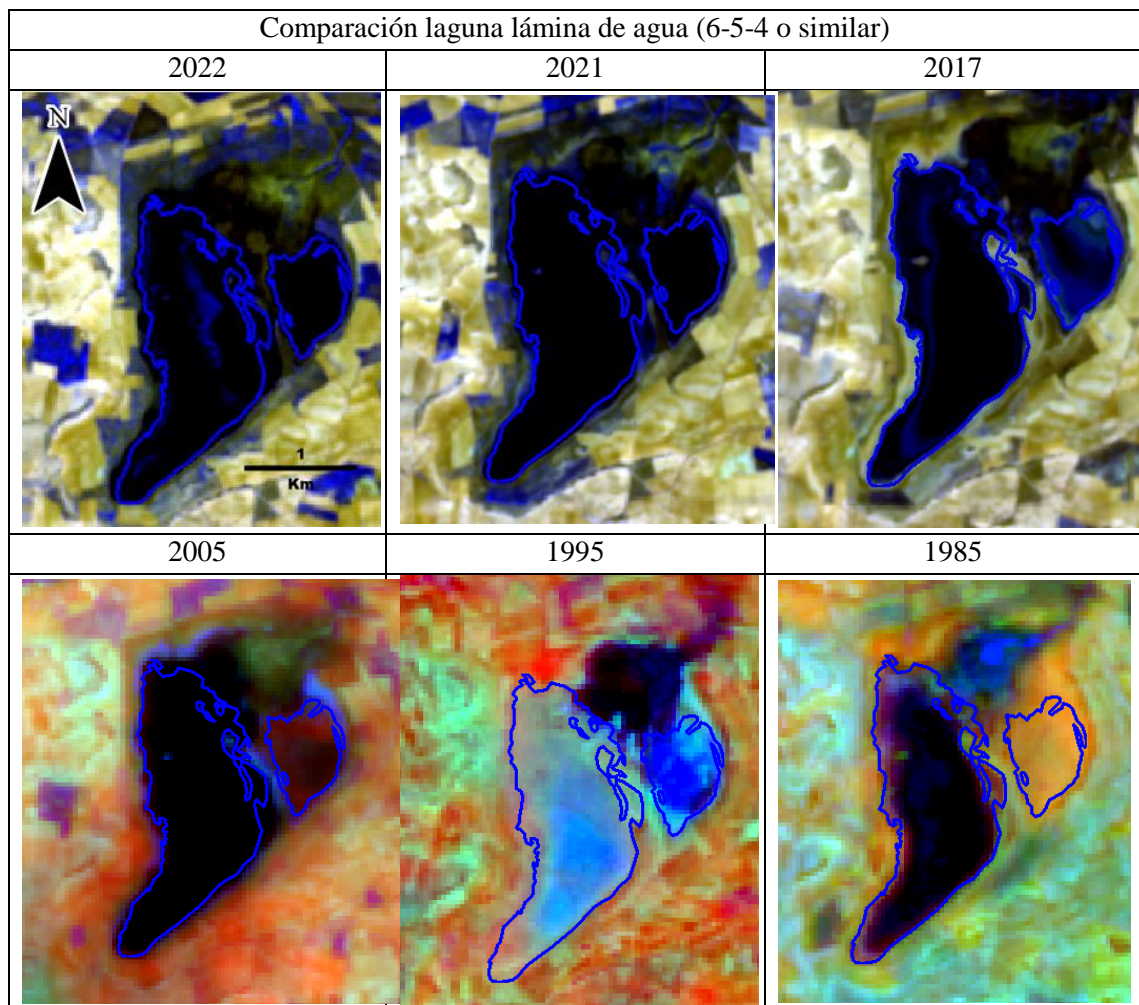 Comparación laguna lámina de agua (6-5-4 o similar)
2022
2021
2017
N
1
Km
2005
1995
1985